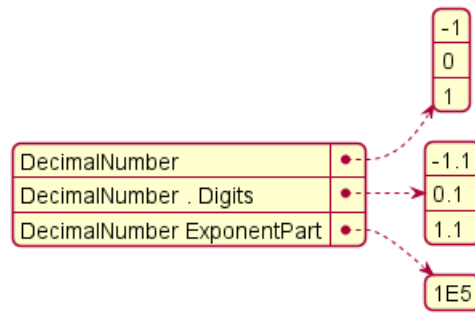 -1
0
1
DecimalNumber
DecimalNumber . Digits
DecimalNumber ExponentPart
-1.1
0.1
1.1
1E5